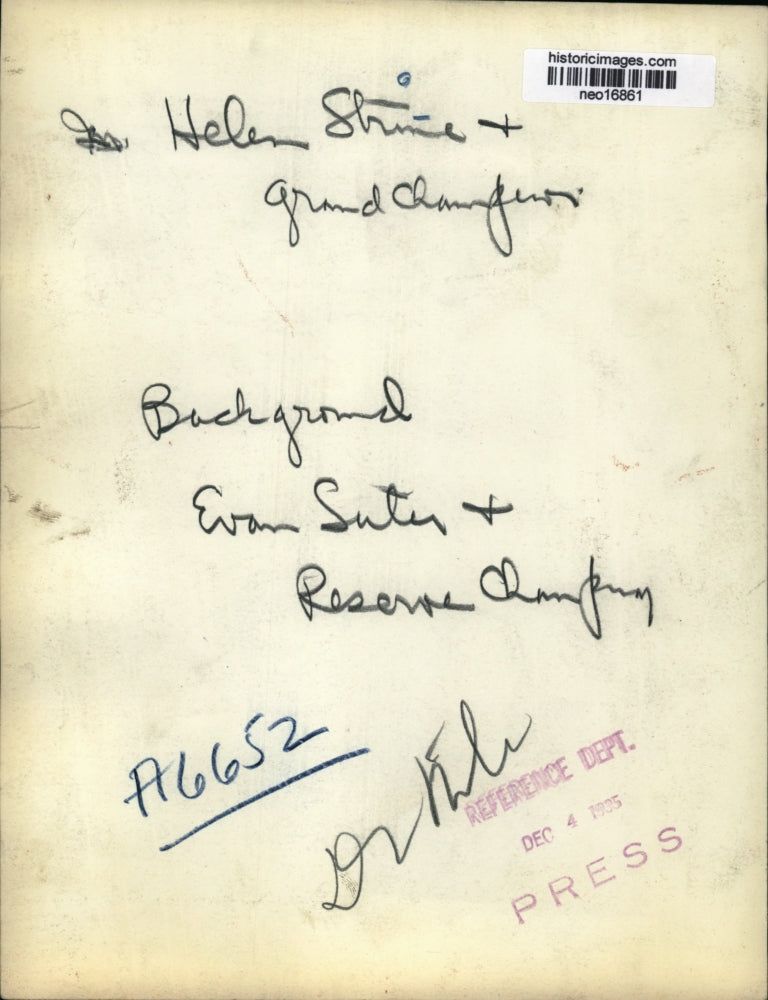 historicimages.com
neo16861
Helen Strine +
Grand Champion
Background
Evan Suter +
Reserve Champion
A6652
REFERENCE DEPT.
DEC 4 1935
PRESS